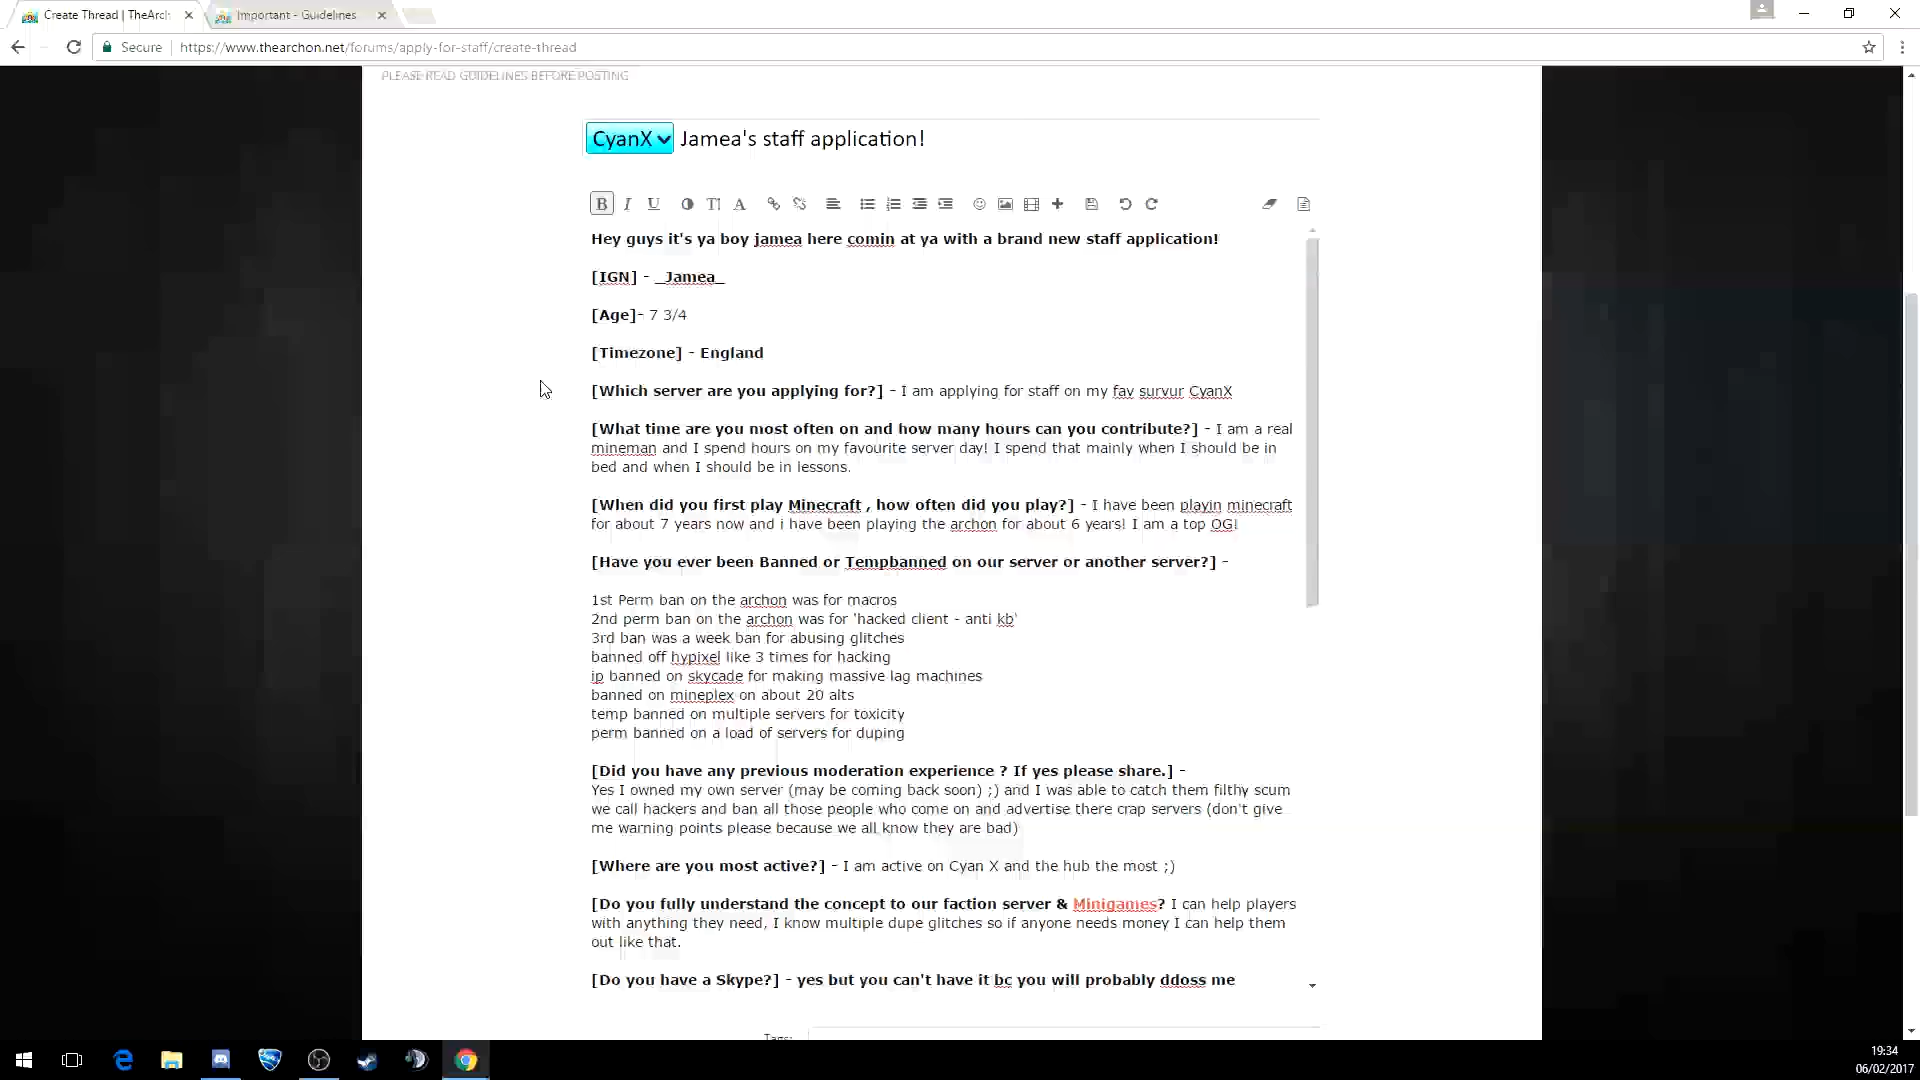 Create Thread | TheArch
Important - Guidelines
Secure
https://www.thearchon.net/forums/apply-for-staff/create-thread
PLEASE READ GUIDELINES BEFORE POSTING
CyanX Jamea's staff application!
B I U
Hey guys it's ya boy jamea here comin at ya with a brand new staff application!
[IGN] - _Jamea_
[Age]- 7 3/4
[Timezone] - England
[Which server are you applying for?] - I am applying for staff on my fav survur CyanX
[What time are you most often on and how many hours can you contribute?] - I am a real
mineman and I spend hours on my favourite server day! I spend that mainly when I should be in
bed and when I should be in lessons.
[When did you first play Minecraft , how often did you play?] - I have been playin minecraft
for about 7 years now and i have been playing the archon for about 6 years! I am a top OG!
[Have you ever been Banned or Tempbanned on our server or another server?] -
1st Perm ban on the archon was for macros
2nd perm ban on the archon was for 'hacked client - anti kb'
3rd ban was a week ban for abusing glitches
banned off hypixel like 3 times for hacking
ip banned on skycade for making massive lag machines
banned on mineplex on about 20 alts
temp banned on multiple servers for toxicity
perm banned on a load of servers for duping
[Did you have any previous moderation experience ? If yes please share.] -
Yes I owned my own server (may be coming back soon) ;) and I was able to catch them filthy scum
we call hackers and ban all those people who come on and advertise there crap servers (don't give
me warning points please because we all know they are bad)
[Where are you most active?] - I am active on Cyan X and the hub the most ;)
[Do you fully understand the concept to our faction server & Minigames? I can help players
with anything they need, I know multiple dupe glitches so if anyone needs money I can help them
out like that.
[Do you have a Skype?] - yes but you can't have it bc you will probably ddoss me
Tags:
19:34
06/02/2017